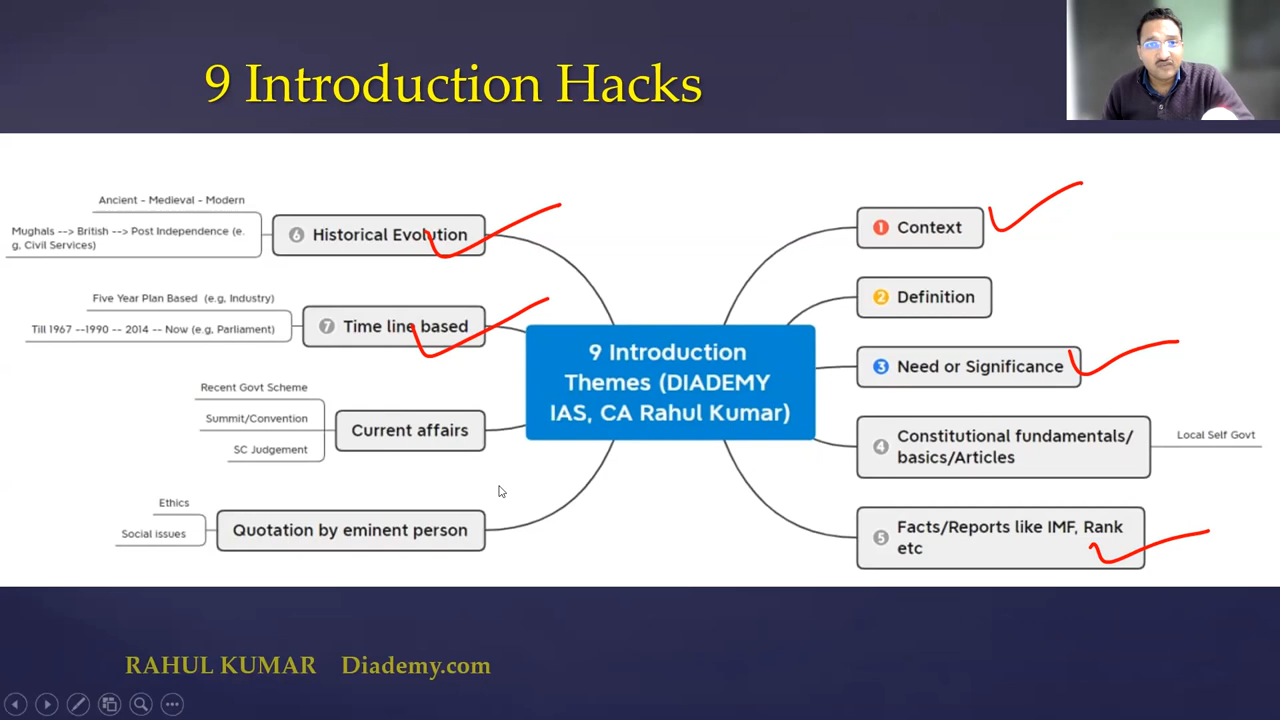 9 Introduction Hacks
Ancient - Medieval - Modern
Mughals --> British --> Post Independence (e.
g, Civil Services)
6 Historical Evolution
Five Year Plan Based (e.g, Industry)
Till 1967 --1990 -- 2014 -- Now (e.g, Parliament)
7 Time line based
Recent Govt Scheme
Summit/Convention
SC Judgement
Current affairs
Ethics
Social issues
Quotation by eminent person
9 Introduction
Themes (DIADEMY
IAS, CA Rahul Kumar)
1 Context
2 Definition
3 Need or Significance
4 Constitutional fundamentals/
basics/Articles
Local Self Govt
5 Facts/Reports like IMF, Rank
etc
RAHUL KUMAR Diademy.com